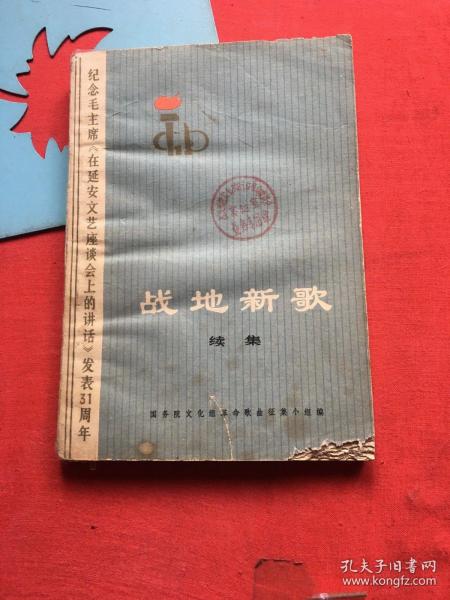 纪念毛主席《在延安文艺座谈会上的讲话》发表31周年
战地新歌
续集
国务院文化组革命歌曲征集小组编
孔夫子旧书网
www.kongfz.com